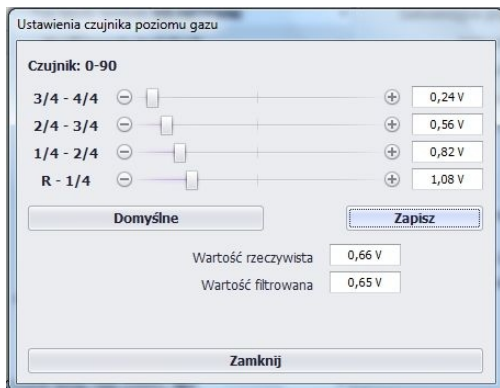 Ustawienia czujnika poziomu gazu
Czujnik: 0-90
3/4 - 4/4 0,24 V
2/4 - 3/4 0,56 V
1/4 - 2/4 0,82 V
R - 1/4 1,08 V
Domyślne Zapisz
Wartość rzeczywista 0,66 V
Wartość filtrowana 0,65 V
Zamknij